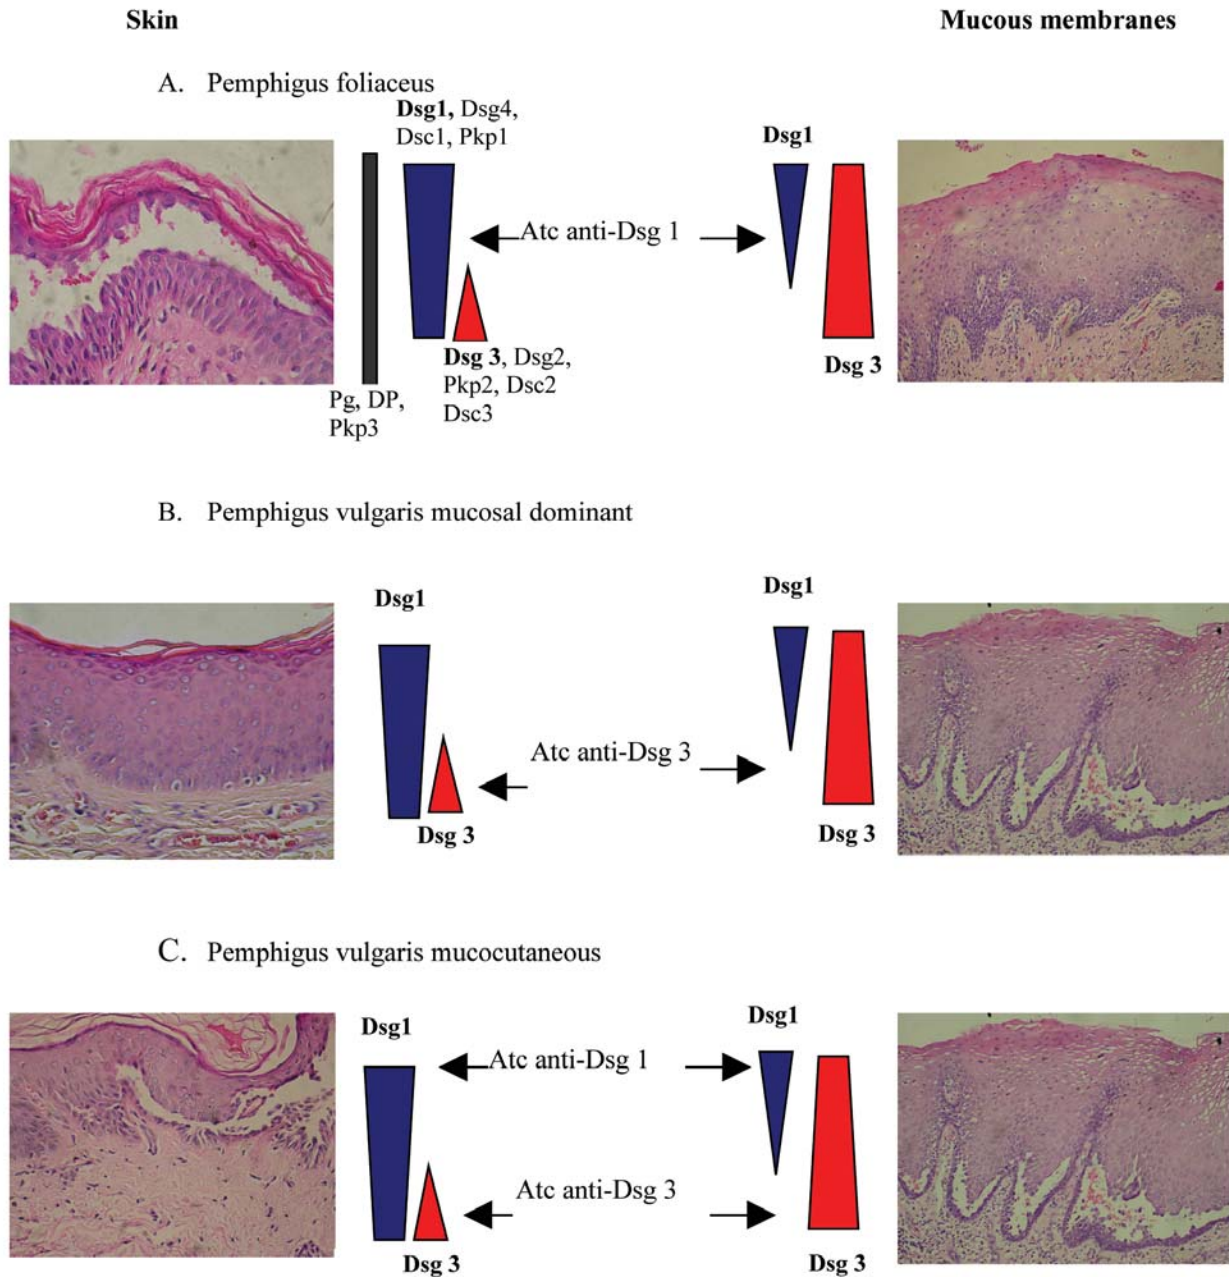 Skin
Mucous membranes
A. Pemphigus foliaceus
Dsg1, Dsg4,
Dsc1, Pkp1
Dsg1
Atc anti-Dsg 1
Dsg 3
Dsg 3, Dsg2,
Pkp2, Dsc2
Dsc3
Pg, DP,
Pkp3
B. Pemphigus vulgaris mucosal dominant
Dsg1
Dsg1
Atc anti-Dsg 3
Dsg 3
Dsg 3
C. Pemphigus vulgaris mucocutaneous
Dsg1
Dsg1
Atc anti-Dsg 1
Atc anti-Dsg 3
Dsg 3
Dsg 3